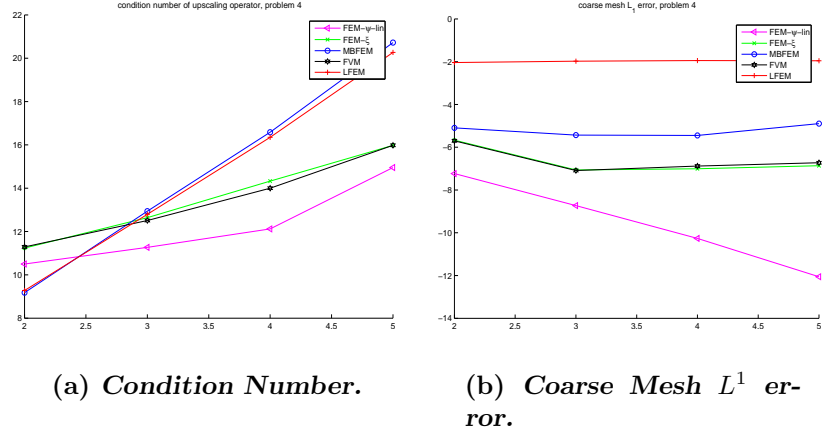 condition number of upscaling operator, problem 4
22
20
18
16
14
12
10
8
2
2.5
3
3.5
4
4.5
5
FEM-ψ-lin
FEM-ξ
MBFEM
FVM
LFEM
(a) Condition Number.
coarse mesh L1 error, problem 4
0
-2
-4
-6
-8
-10
-12
-14
2
2.5
3
3.5
4
4.5
5
FEM-ψ-lin
FEM-ξ
MBFEM
FVM
LFEM
(b) Coarse Mesh L¹ er-
ror.